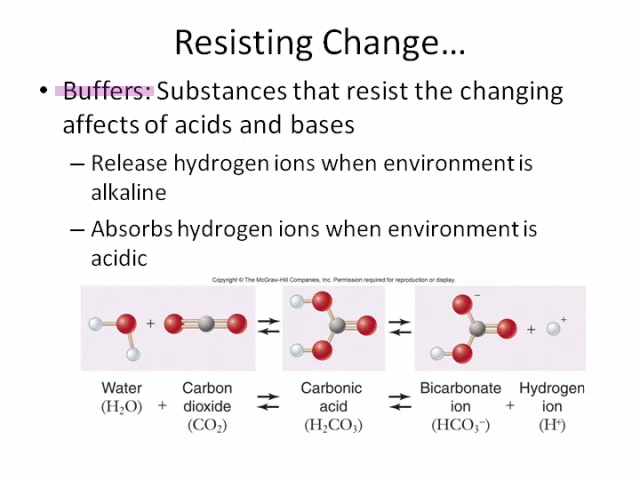 Resisting Change…
• Buffers: Substances that resist the changing
affects of acids and bases
– Release hydrogen ions when environment is
alkaline
– Absorbs hydrogen ions when environment is
acidic
Copyright © The McGraw-Hill Companies, Inc. Permission required for reproduction or display.
+ − + +
Water Carbon Carbonic Bicarbonate Hydrogen
(H₂O) + dioxide ⇌ acid ⇌ ion + ion
(CO₂) (H₂CO₃) (HCO₃⁻) (H⁺)